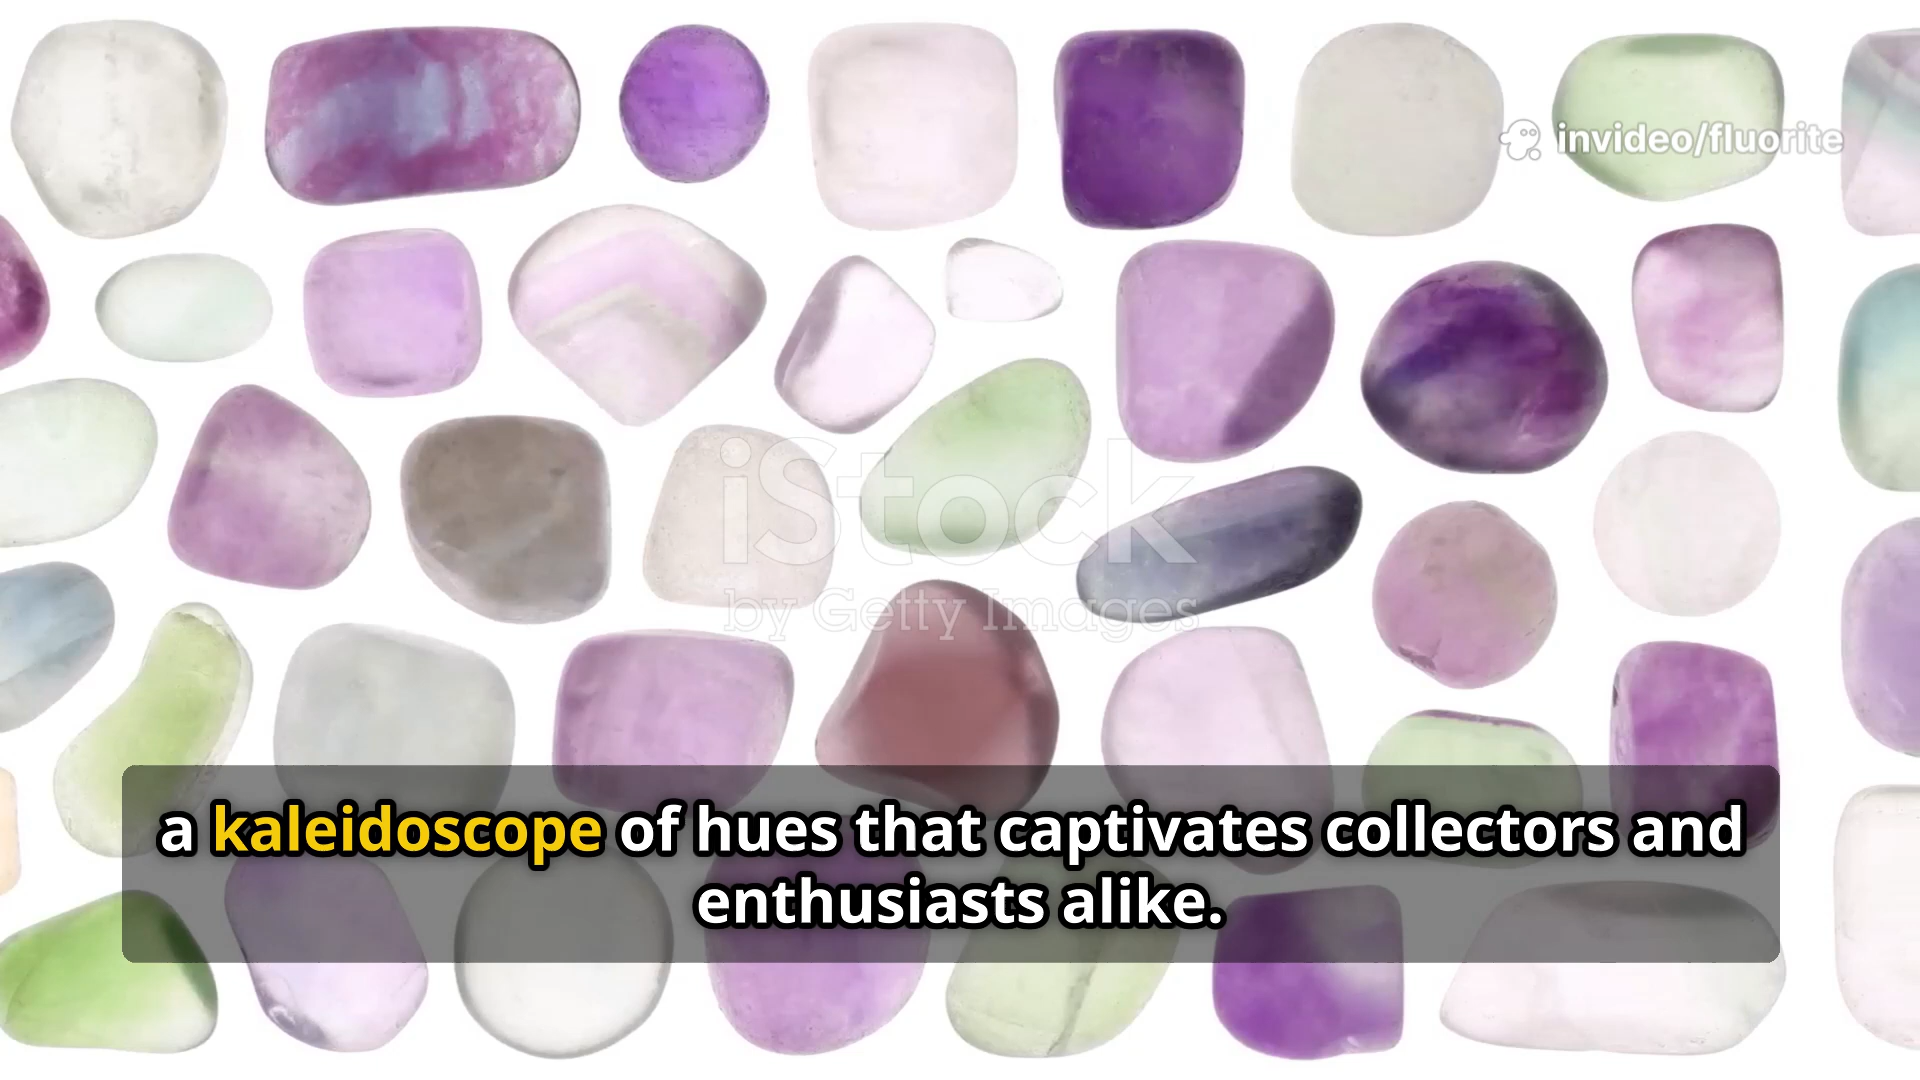 invideo/fluorite
iStock
by Getty Images
a kaleidoscope of hues that captivates collectors and
enthusiasts alike.